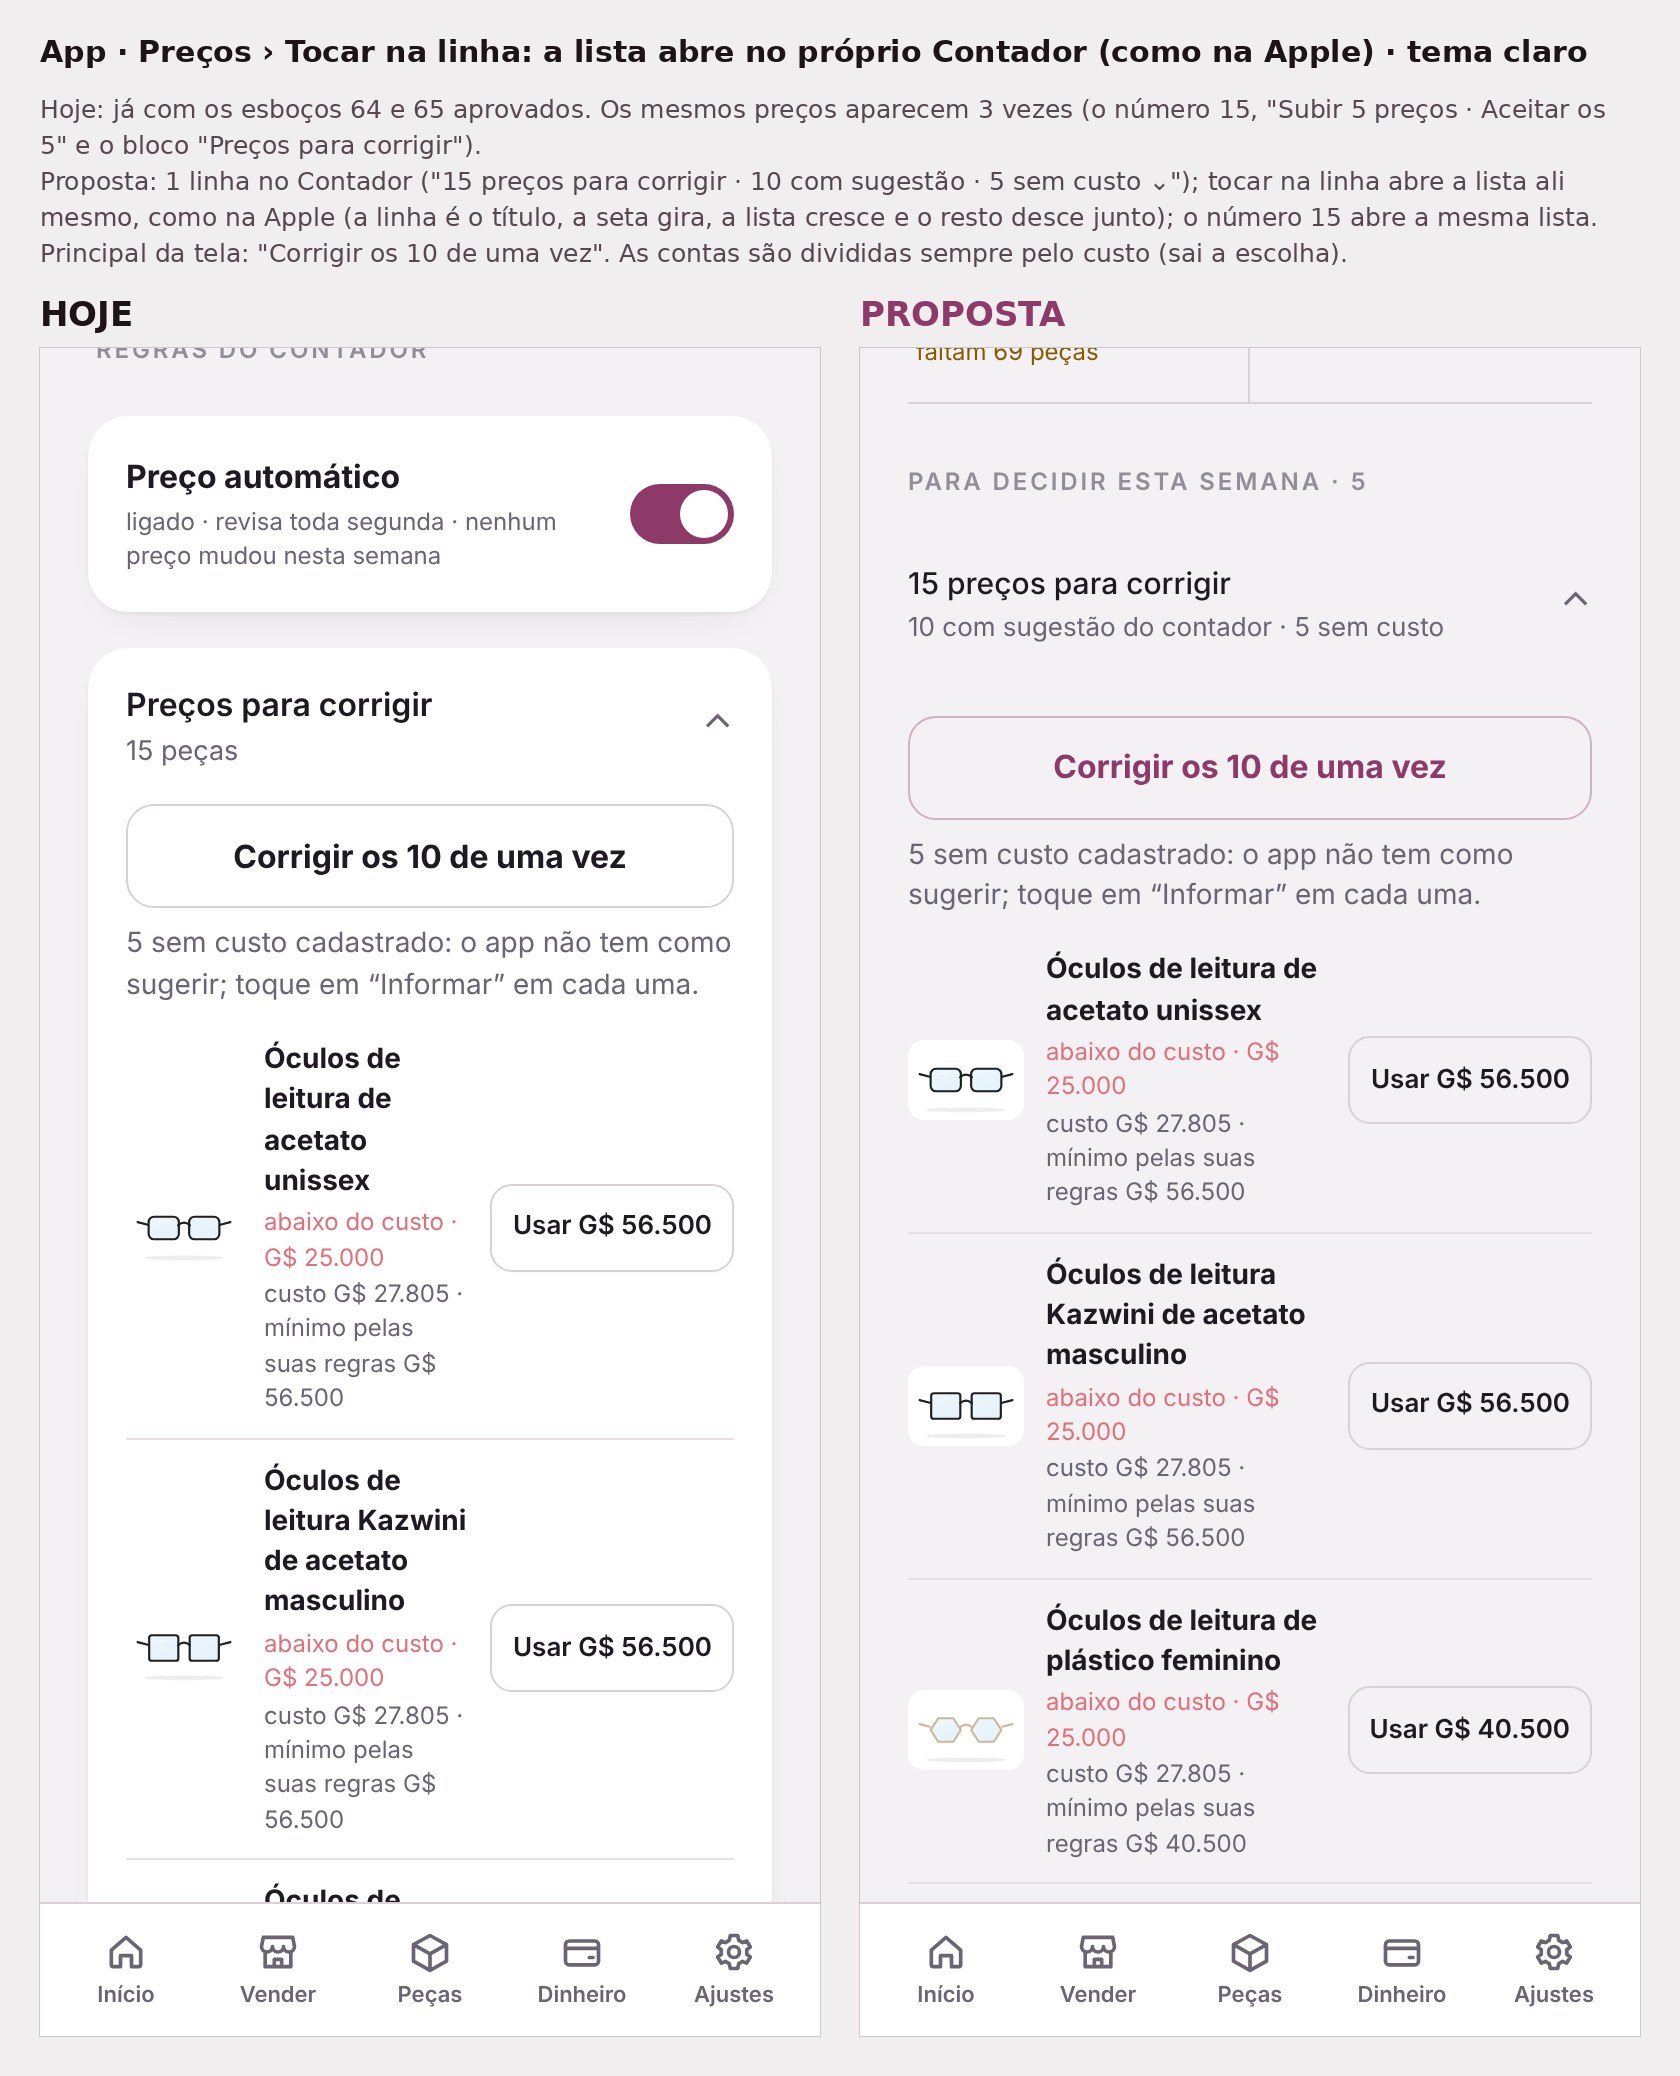 App · Preços › Tocar na linha: a lista abre no próprio Contador (como na Apple) · tema claro
Hoje: já com os esboços 64 e 65 aprovados. Os mesmos preços aparecem 3 vezes (o número 15, "Subir 5 preços · Aceitar os
5" e o bloco "Preços para corrigir").
Proposta: 1 linha no Contador ("15 preços para corrigir · 10 com sugestão · 5 sem custo ⌄"); tocar na linha abre a lista ali
mesmo, como na Apple (a linha é o título, a seta gira, a lista cresce e o resto desce junto); o número 15 abre a mesma lista.
Principal da tela: "Corrigir os 10 de uma vez". As contas são divididas sempre pelo custo (sai a escolha).
HOJE
REGRAS DO CONTADOR
Preço automático
ligado · revisa toda segunda · nenhum
preço mudou nesta semana
Preços para corrigir
15 peças
Corrigir os 10 de uma vez
5 sem custo cadastrado: o app não tem como
sugerir; toque em “Informar” em cada uma.
Óculos de
leitura de
acetato
unissex
abaixo do custo ·
G$ 25.000
custo G$ 27.805 ·
mínimo pelas
suas regras G$
56.500
Usar G$ 56.500
Óculos de
leitura Kazwini
de acetato
masculino
abaixo do custo ·
G$ 25.000
custo G$ 27.805 ·
mínimo pelas
suas regras G$
56.500
Usar G$ 56.500
Óculos de
Início
Vender
Peças
Dinheiro
Ajustes
PROPOSTA
faltam 69 peças
PARA DECIDIR ESTA SEMANA · 5
15 preços para corrigir
10 com sugestão do contador · 5 sem custo
Corrigir os 10 de uma vez
5 sem custo cadastrado: o app não tem como
sugerir; toque em “Informar” em cada uma.
Óculos de leitura de
acetato unissex
abaixo do custo · G$
25.000
custo G$ 27.805 ·
mínimo pelas suas
regras G$ 56.500
Usar G$ 56.500
Óculos de leitura
Kazwini de acetato
masculino
abaixo do custo · G$
25.000
custo G$ 27.805 ·
mínimo pelas suas
regras G$ 56.500
Usar G$ 56.500
Óculos de leitura de
plástico feminino
abaixo do custo · G$
25.000
custo G$ 27.805 ·
mínimo pelas suas
regras G$ 40.500
Usar G$ 40.500
Início
Vender
Peças
Dinheiro
Ajustes